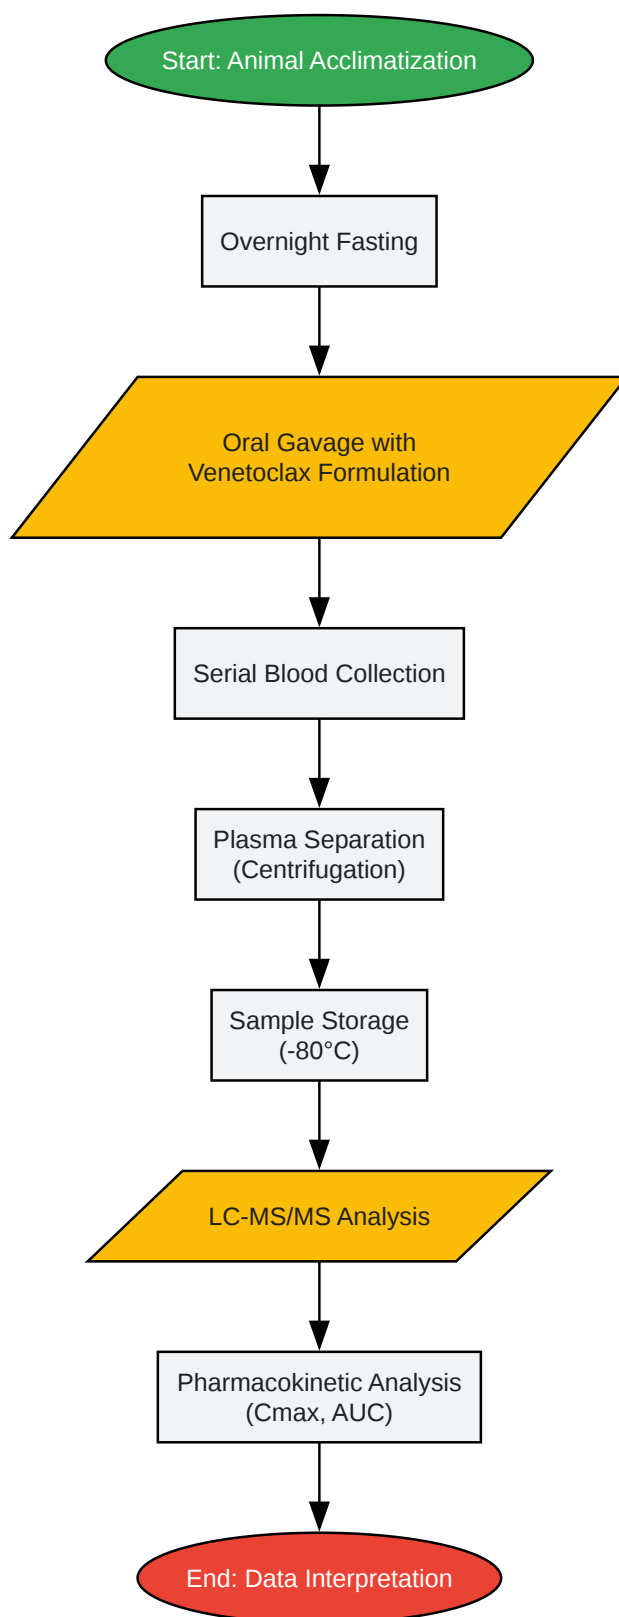 Start: Animal Acclimatization
Overnight Fasting
Oral Gavage with
Venetoclax Formulation
Serial Blood Collection
Plasma Separation
(Centrifugation)
Sample Storage
(-80°C)
LC-MS/MS Analysis
Pharmacokinetic Analysis
(Cmax, AUC)
End: Data Interpretation